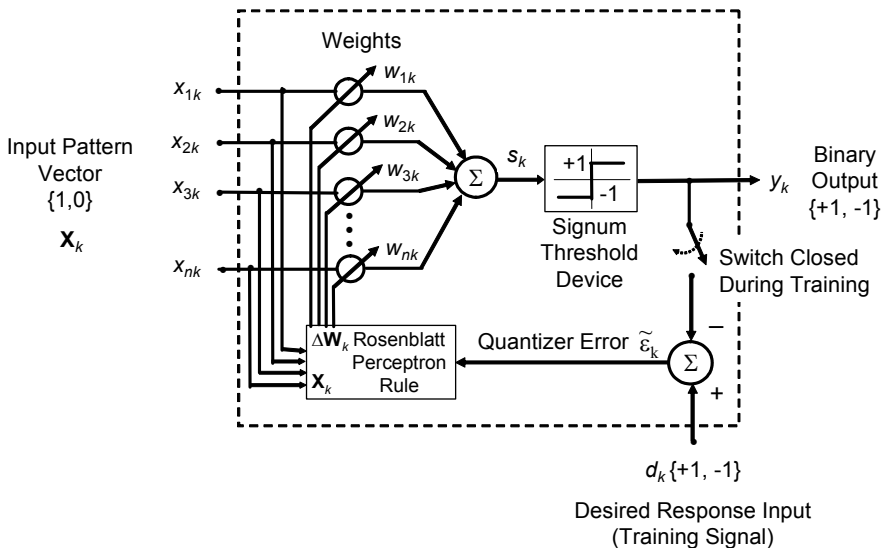 Weights
x1k
w1k
x2k
w2k
x3k
w3k
xnk
wnk
Input Pattern
Vector
{1,0}
Xk
Σ
sk
+1
-1
Signum
Threshold
Device
yk
Binary
Output
{+1, -1}
Switch Closed
During Training
ΔWk Rosenblatt
Perceptron
Xk Rule
Quantizer Error ε̃k
−
Σ
+
dk {+1, -1}
Desired Response Input
(Training Signal)